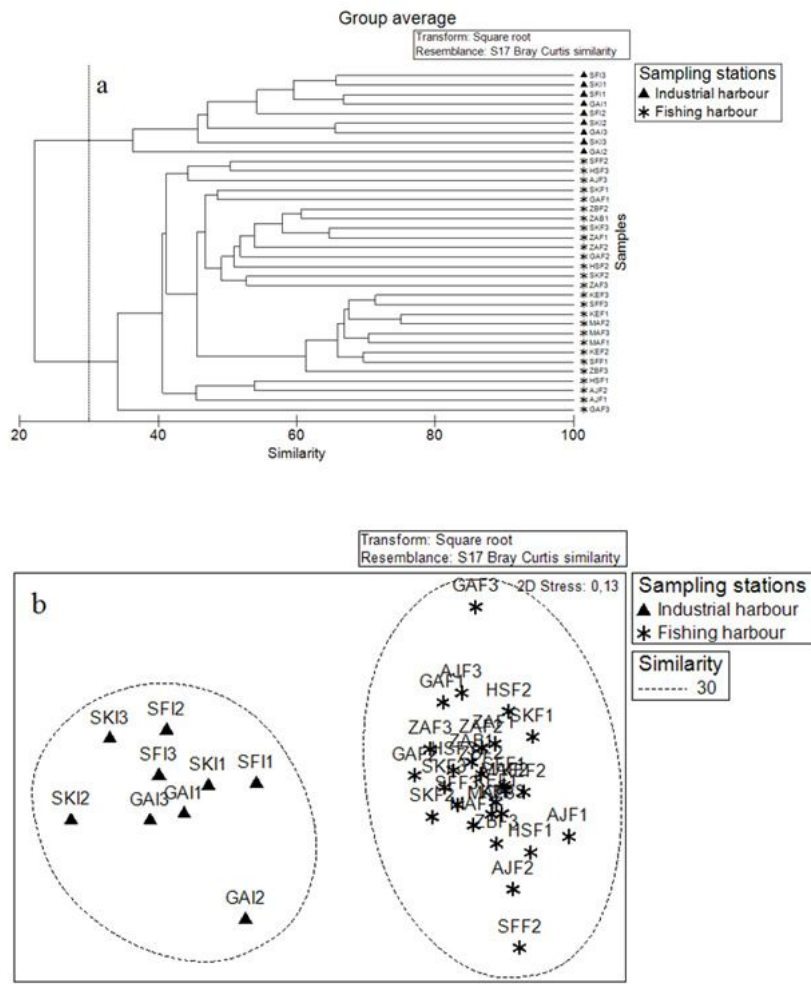 Group average
Transform: Square root
Resemblance: S17 Bray Curtis similarity
a
Sampling stations
Industrial harbour
Fishing harbour
SFI3
SKI1
SFI1
GAI1
SFI2
SKI2
GAI3
SKI3
GAI2
SFF2
HSF3
AJF3
SKF1
GAF1
ZBF2
ZAB1
SKF3
ZAF1
ZAF2
GAF2
HSF2
SKF2
ZAF3
KEF3
SFF3
KEF1
MAF2
MAF3
MAF1
KEF2
SFF1
ZBF3
HSF1
AJF2
AJF1
GAF3
Samples
20 40 60 80 100
Similarity
Transform: Square root
Resemblance: S17 Bray Curtis similarity
b
GAF3
2D Stress: 0,13
Sampling stations
Industrial harbour
Fishing harbour
Similarity
30
AJF3
GAF1
HSF2
SKI3
SFI2
SKF1
ZAF3
ZAF2
ZAF1
ZAB1
SFI3
SKI1
SFI1
SKI2
GAI3
GAI1
SKF2
ZBF3
HSF1
AJF1
AJF2
GAI2
SFF2